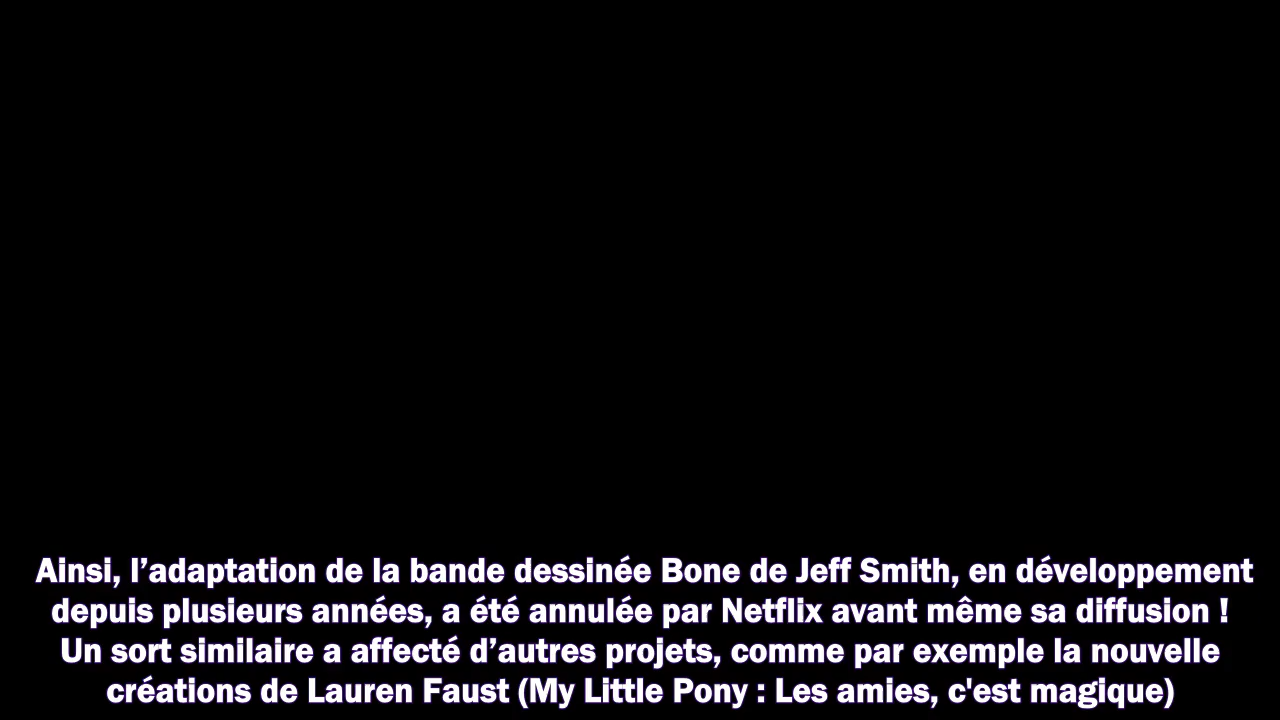 Ainsi, l’adaptation de la bande dessinée Bone de Jeff Smith, en développement
depuis plusieurs années, a été annulée par Netflix avant même sa diffusion !
Un sort similaire a affecté d’autres projets, comme par exemple la nouvelle
créations de Lauren Faust (My Little Pony : Les amies, c'est magique)